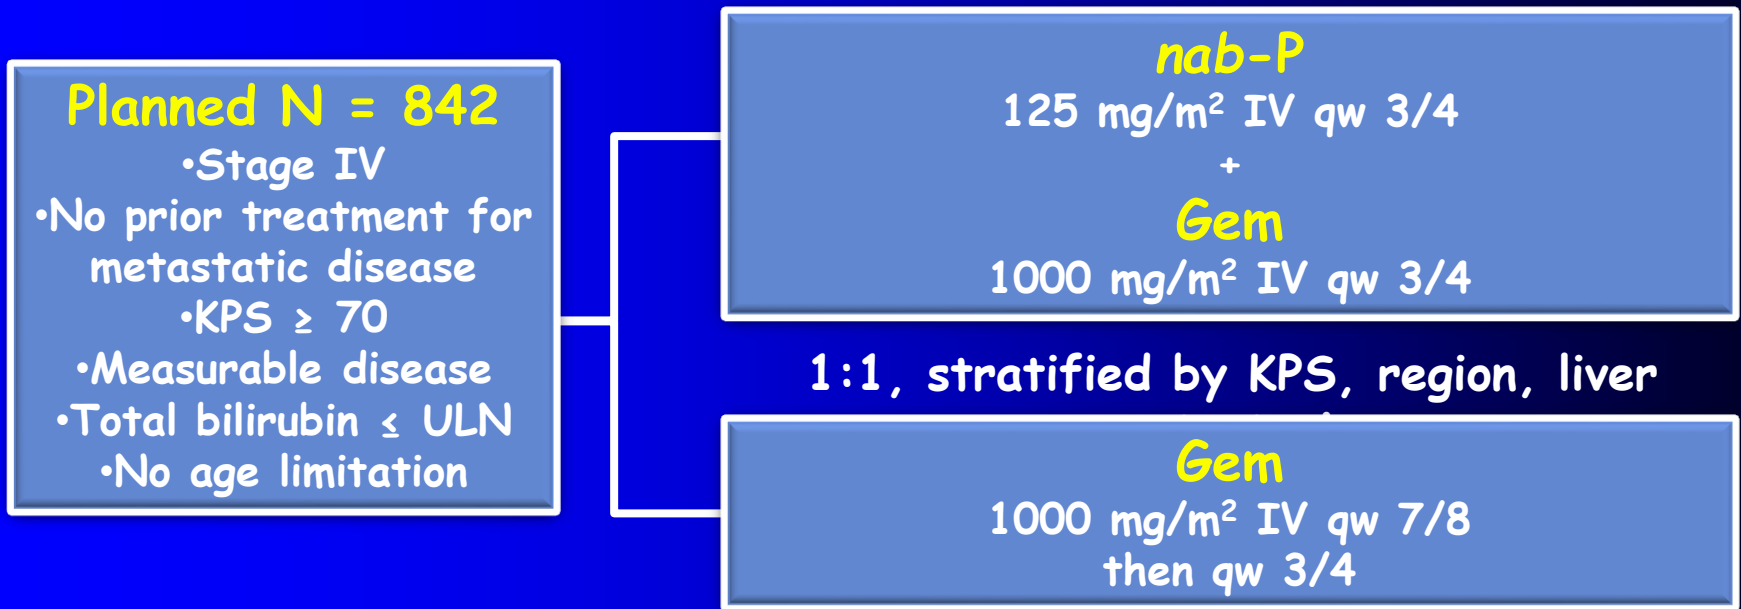 Planned N = 842
•Stage IV
•No prior treatment for
metastatic disease
•KPS ≥ 70
•Measurable disease
•Total bilirubin ≤ ULN
•No age limitation
nab-P
125 mg/m² IV qw 3/4
+
Gem
1000 mg/m² IV qw 3/4
1:1, stratified by KPS, region, liver
Gem
1000 mg/m² IV qw 7/8
then qw 3/4